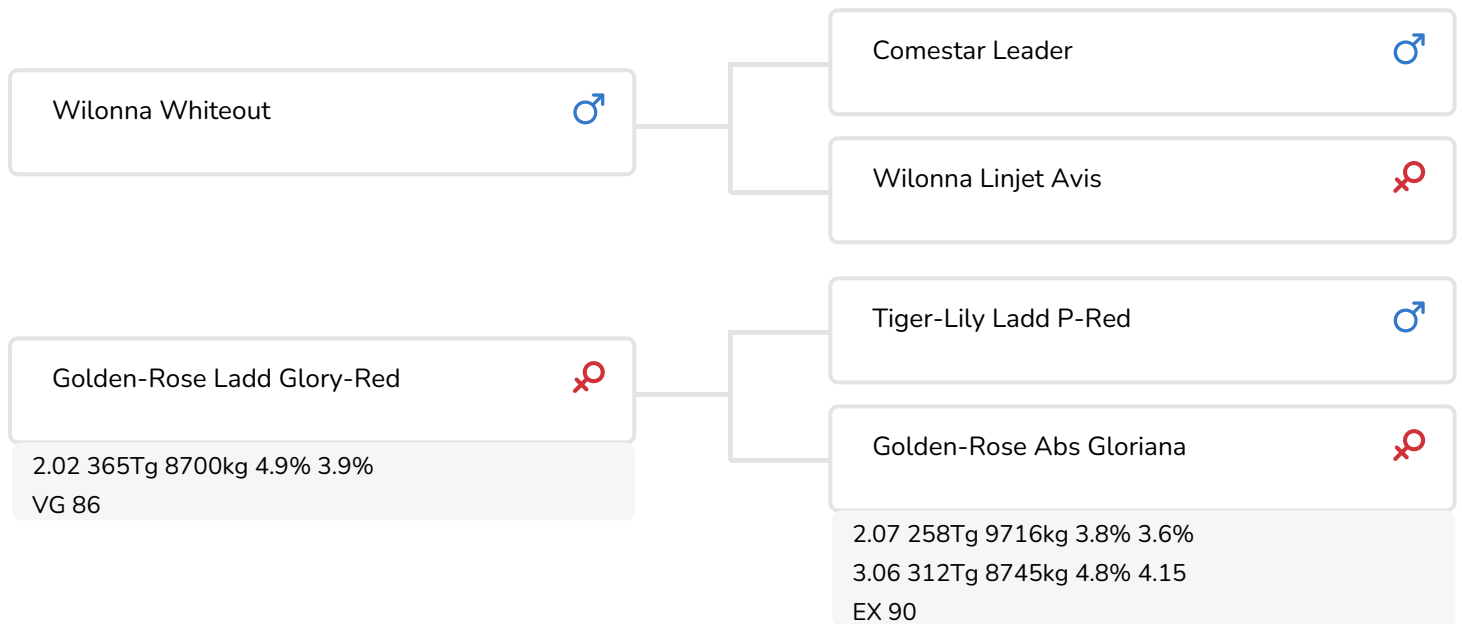 Comestar Leader
Wilonna Whiteout
Wilonna Linjet Avis
Tiger-Lily Ladd P-Red
Golden-Rose Ladd Glory-Red
2.02 365Tg 8700kg 4.9% 3.9%
VG 86
Golden-Rose Abs Gloriana
2.07 258Tg 9716kg 3.8% 3.6%
3.06 312Tg 8745kg 4.8% 4.15
EX 90